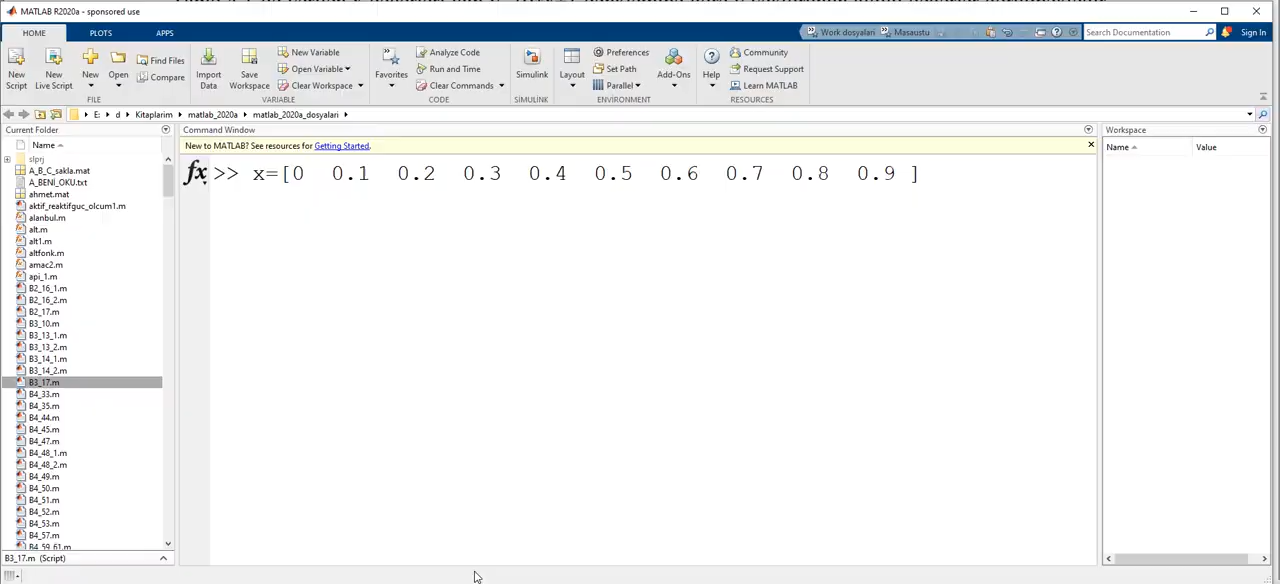 MATLAB R2020a - sponsored use
HOME PLOTS APPS
Work dosyalari Masaustu
Search Documentation
Sign In
New Script
New Live Script
New
Open
Find Files
Compare
FILE
Import Data
Save Workspace
New Variable
Open Variable
Clear Workspace
VARIABLE
Favorites
Analyze Code
Run and Time
Clear Commands
CODE
Simulink
SIMULINK
Layout
Preferences
Set Path
Parallel
Add-Ons
ENVIRONMENT
Help
Community
Request Support
Learn MATLAB
RESOURCES
E: d Kitaplarim matlab_2020a matlab_2020a_dosyalari
Current Folder
Name
slprj
A_B_C_sakla.mat
A_BENI_OKU.txt
ahmet.mat
aktif_reaktifguc_olcum1.m
alanbul.m
alt.m
alt1.m
altfonk.m
amac2.m
api_1.m
B2_16_1.m
B2_16_2.m
B2_17.m
B3_10.m
B3_13_1.m
B3_13_2.m
B3_14_1.m
B3_14_2.m
B3_17.m
B4_33.m
B4_35.m
B4_44.m
B4_45.m
B4_47.m
B4_48_1.m
B4_48_2.m
B4_49.m
B4_50.m
B4_51.m
B4_52.m
B4_53.m
B4_57.m
B4_59_61.m
B3_17.m (Script)
Command Window
New to MATLAB? See resources for Getting Started.
fx >> x=[0 0.1 0.2 0.3 0.4 0.5 0.6 0.7 0.8 0.9 ]
Workspace
Name Value